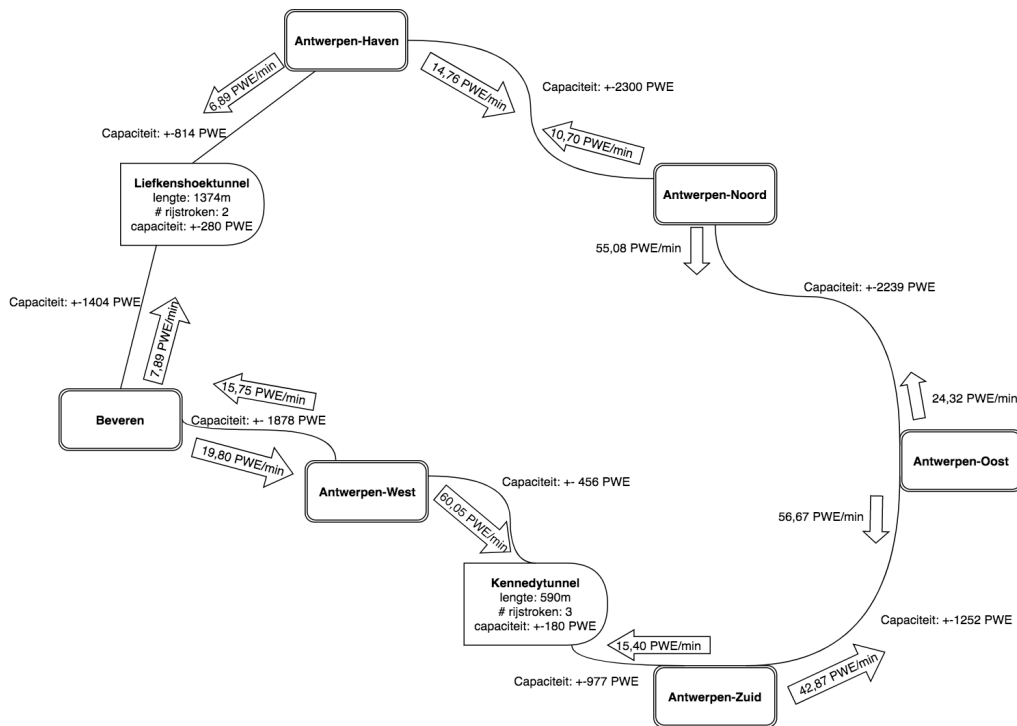 Antwerpen-Haven
6,89 PWE/min
14,76 PWE/min
Capaciteit: +-2300 PWE
Capaciteit: +-814 PWE
10,70 PWE/min
Liefkenshoektunnel
lengte: 1374m
# rijstroken: 2
capaciteit: +-280 PWE
Antwerpen-Noord
55,08 PWE/min
Capaciteit: +-2239 PWE
Capaciteit: +-1404 PWE
7,89 PWE/min
15,75 PWE/min
24,32 PWE/min
Beveren
Capaciteit: +- 1878 PWE
19,80 PWE/min
Antwerpen-Oost
Antwerpen-West
Capaciteit: +- 456 PWE
60,05 PWE/min
56,67 PWE/min
Kennedytunnel
lengte: 590m
# rijstroken: 3
capaciteit: +-180 PWE
Capaciteit: +-1252 PWE
15,40 PWE/min
Capaciteit: +-977 PWE
Antwerpen-Zuid
42,87 PWE/min